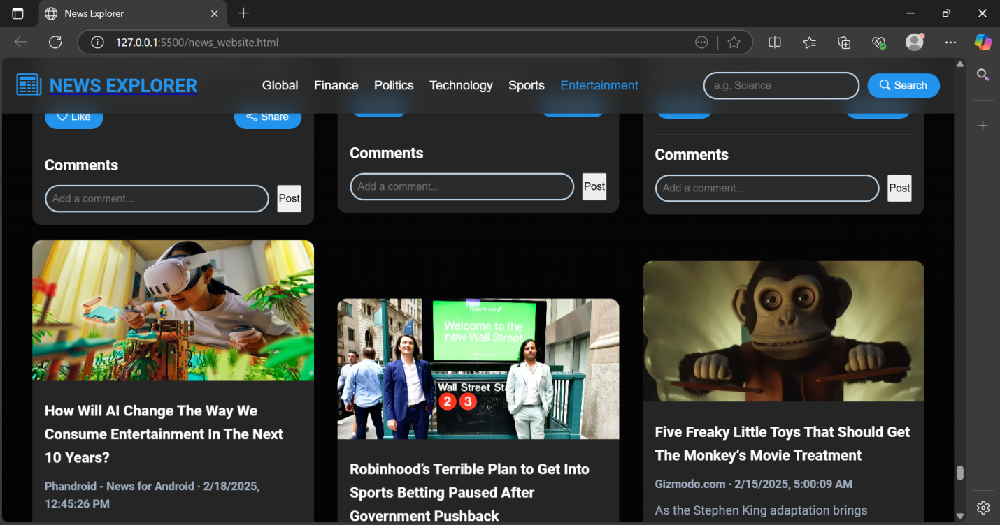 News Explorer
127.0.0.1:5500/news_website.html
NEWS EXPLORER
Global
Finance
Politics
Technology
Sports
Entertainment
e.g. Science
Search
Like
Share
Comments
Add a comment...
Post
Comments
Add a comment...
Post
Comments
Add a comment...
Post
How Will AI Change The Way We
Consume Entertainment In The Next
10 Years?
Phandroid - News for Android · 2/18/2025,
12:45:26 PM
Robinhood
Welcome to the
new Wall Street
Wall Street Sta
2 3
Robinhood’s Terrible Plan to Get Into
Sports Betting Paused After
Government Pushback
Five Freaky Little Toys That Should Get
The Monkey‘s Movie Treatment
Gizmodo.com · 2/15/2025, 5:00:09 AM
As the Stephen King adaptation brings